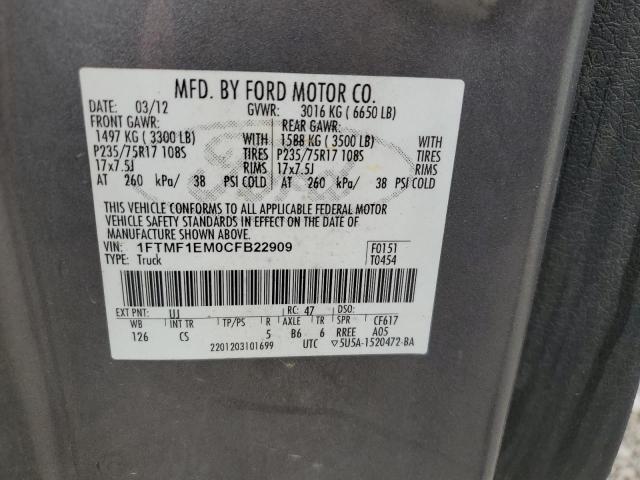 MFD. BY FORD MOTOR CO.
DATE: 03/12 GVWR: 3016 KG ( 6650 LB)
FRONT GAWR: REAR GAWR:
1497 KG ( 3300 LB) WITH 1588 KG ( 3500 LB) WITH
P235/75R17 108S TIRES P235/75R17 108S TIRES
17x7.5J RIMS 17x7.5J RIMS
AT 260 kPa/ 38 PSI COLD AT 260 kPa/ 38 PSI COLD
Ford
THIS VEHICLE CONFORMS TO ALL APPLICABLE FEDERAL MOTOR
VEHICLE SAFETY STANDARDS IN EFFECT ON THE DATE OF
MANUFACTURE SHOWN ABOVE.
VIN: 1FTMF1EM0CFB22909 F0151
TYPE: Truck T0454
EXT PNT: UJ RC: 47 DSO:
WB INT TR TP/PS R AXLE TR SPR CF617
126 CS 5 B6 6 RREE A05
2201203101699 UTC ▽5U5A-1520472-BA